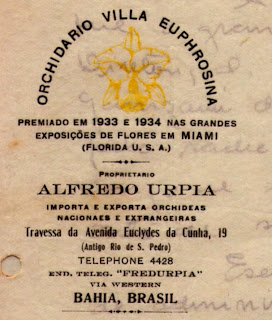 ORCHIDARIO VILLA EUPHROSINA
PREMIADO EM 1933 E 1934 NAS GRANDES
EXPOSIÇÕES DE FLORES EM MIAMI
(FLORIDA U. S. A.)
PROPRIETARIO
ALFREDO URPIA
IMPORTA E EXPORTA ORCHIDEAS
NACIONAES E EXTRANGEIRAS
Travessa da Avenida Euclydes da Cunha, 19
(Antigo Rio de S. Pedro)
TELEPHONE 4428
END. TELEG. "FREDURPIA"
VIA WESTERN
BAHIA, BRASIL